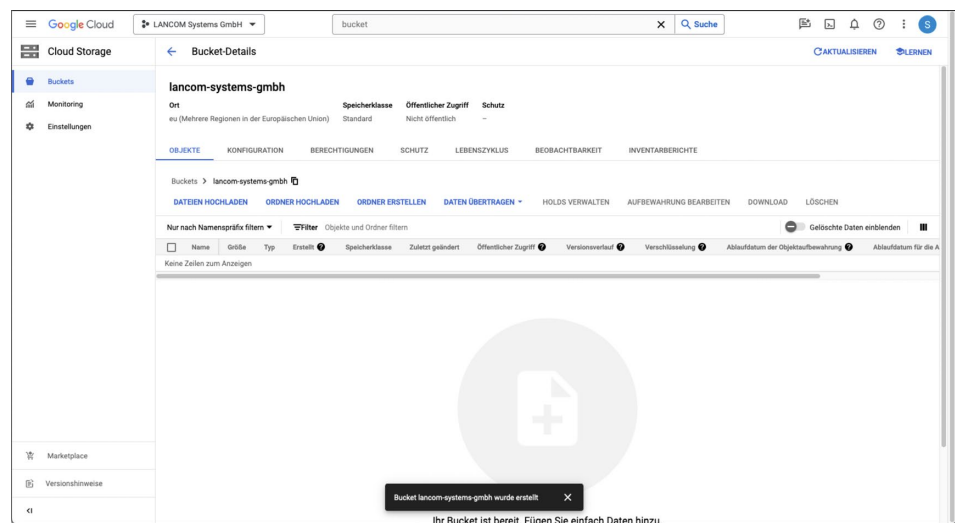 Google Cloud LANCOM Systems GmbH bucket Suche S
Cloud Storage Bucket-Details AKTUALISIEREN LERNEN
Buckets
Monitoring
Einstellungen
lancom-systems-gmbh
Ort Speicherklasse Öffentlicher Zugriff Schutz
eu (Mehrere Regionen in der Europäischen Union) Standard Nicht öffentlich –
OBJEKTE KONFIGURATION BERECHTIGUNGEN SCHUTZ LEBENSZYKLUS BEOBACHTBARKEIT INVENTARBERICHTE
Buckets > lancom-systems-gmbh
DATEIEN HOCHLADEN ORDNER HOCHLADEN ORDNER ERSTELLEN DATEN ÜBERTRAGEN HOLDS VERWALTEN AUFBEWAHRUNG BEARBEITEN DOWNLOAD LÖSCHEN
Nur nach Namenspräfix filtern Filter Objekte und Ordner filtern Gelöschte Daten einblenden
Name Größe Typ Erstellt Speicherklasse Zuletzt geändert Öffentlicher Zugriff Versionsverlauf Verschlüsselung Ablaufdatum der Objektaufbewahrung Ablaufdatum für die A
Keine Zeilen zum Anzeigen
Marketplace
Versionshinweise
Bucket lancom-systems-gmbh wurde erstellt X
Ihr Bucket ist bereit. Fügen Sie einfach Daten hinzu.